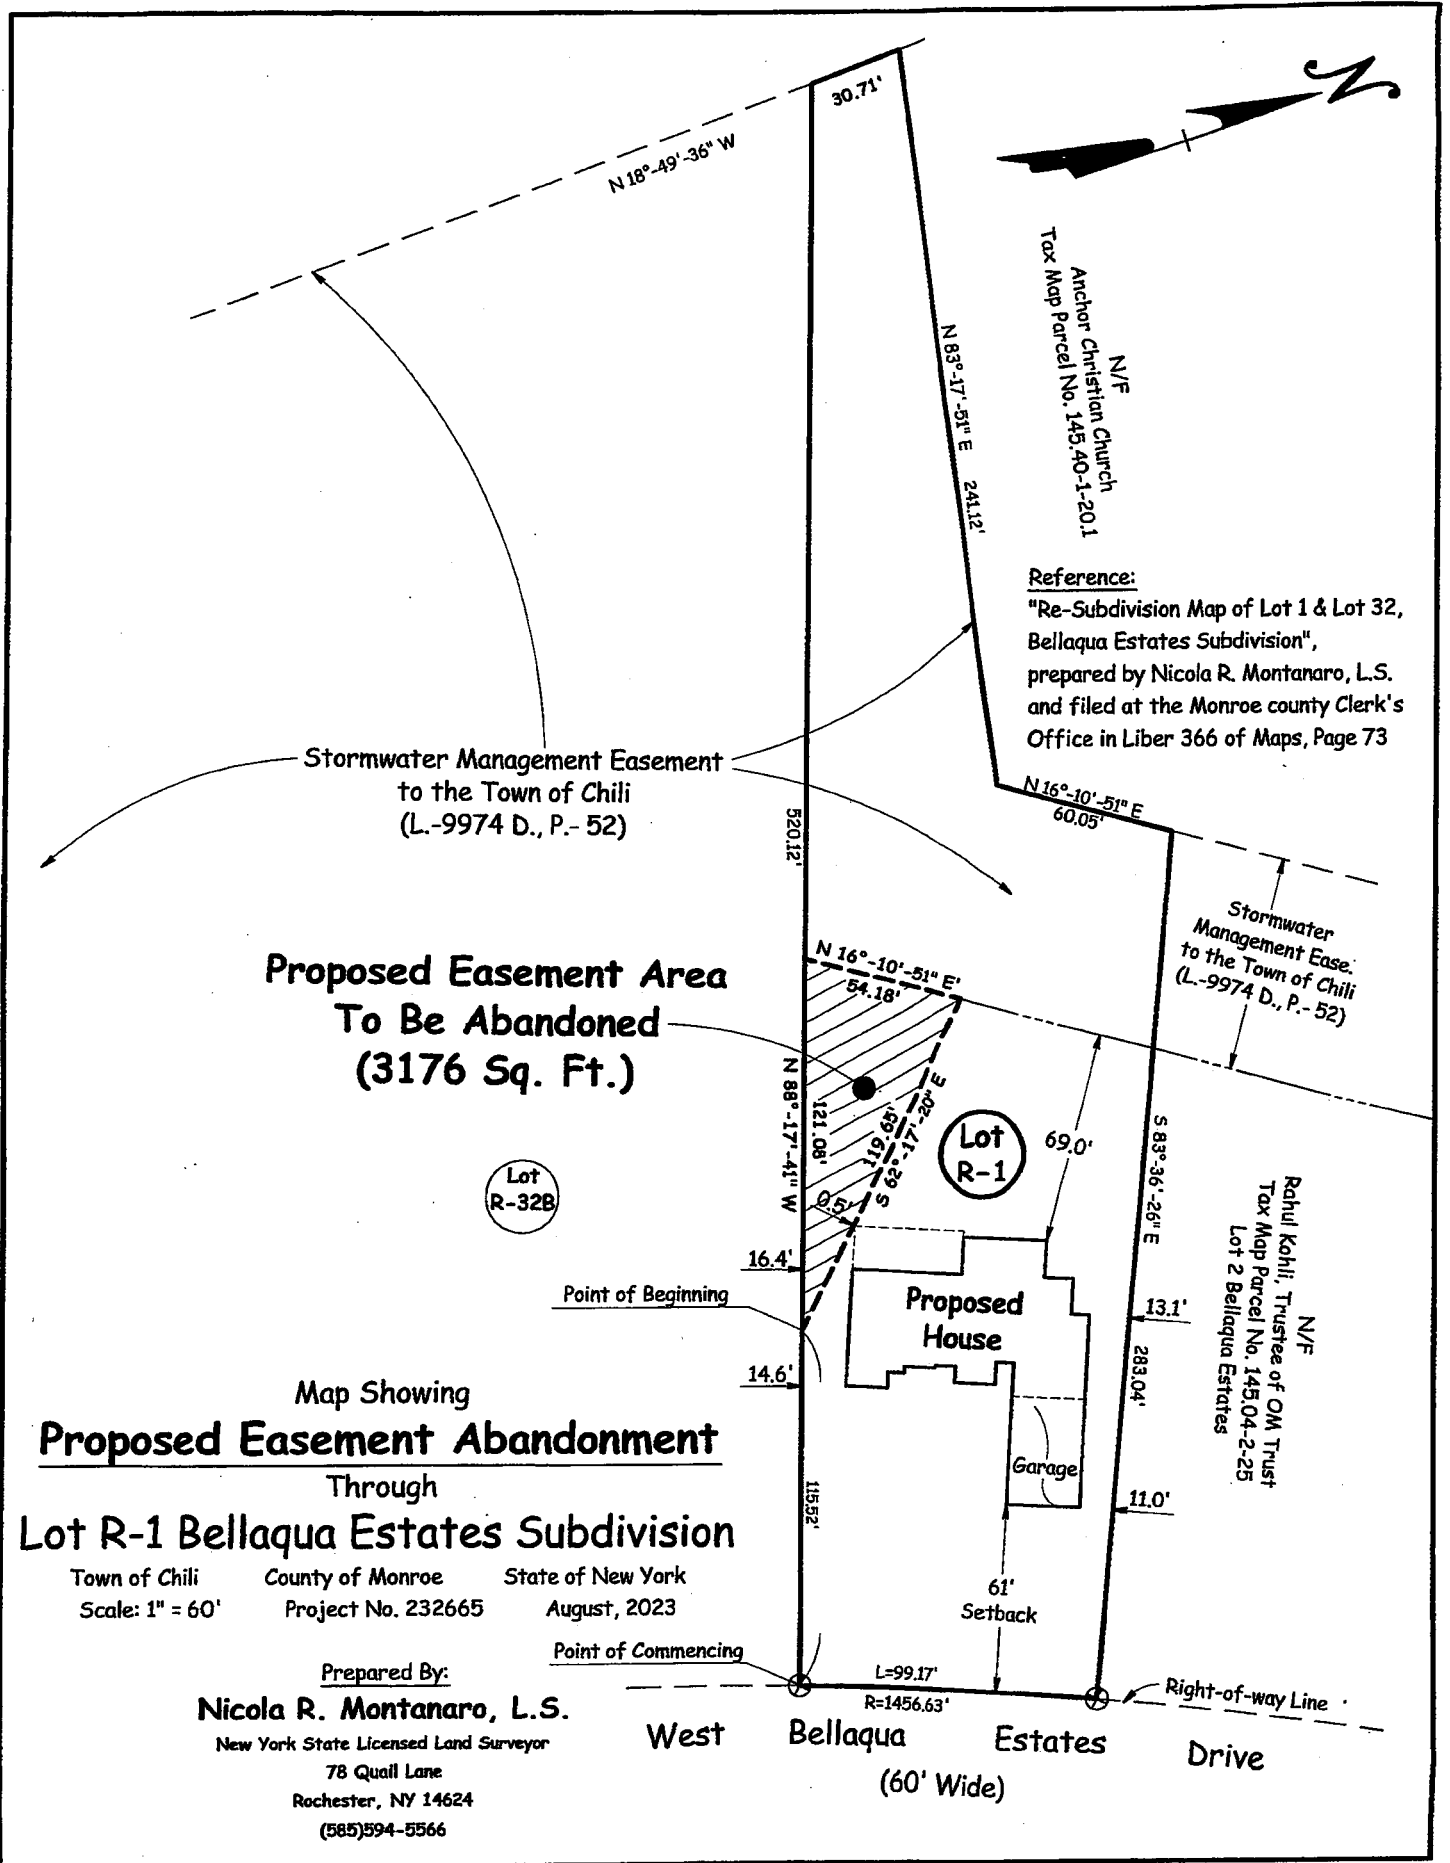 30.71'
N 18°-49'-36" W
N
N/F
Anchor Christian Church
Tax Map Parcel No. 145.40-1-20.1
N 83°-17'-51" E 241.12'
Reference:
"Re-Subdivision Map of Lot 1 & Lot 32,
Bellaqua Estates Subdivision",
prepared by Nicola R. Montanaro, L.S.
and filed at the Monroe county Clerk's
Office in Liber 366 of Maps, Page 73
Stormwater Management Easement
to the Town of Chili
(L.-9974 D., P.- 52)
520.12'
N 16°-10'-51" E
60.05'
Stormwater
Management Ease.
to the Town of Chili
(L.-9974 D., P.- 52)
Proposed Easement Area
To Be Abandoned
(3176 Sq. Ft.)
N 16°-10'-51" E'
54.18'
N 88°-17'-41" W
121.08'
119.65'
S 62°-17'-20" E
Lot
R-1
69.0'
S 83°-36'-26" E
283.04'
Lot
R-32B
0.5'
16.4'
Point of Beginning
Proposed
House
13.1'
N/F
Rahul Kohli, Trustee of OM Trust
Tax Map Parcel No. 145.04-2-25
Lot 2 Bellaqua Estates
14.6'
Map Showing
Proposed Easement Abandonment
Through
Lot R-1 Bellaqua Estates Subdivision
Town of Chili County of Monroe State of New York
Scale: 1" = 60' Project No. 232665 August, 2023
Garage
11.0'
115.52'
61'
Setback
Point of Commencing
Prepared By:
Nicola R. Montanaro, L.S.
New York State Licensed Land Surveyor
78 Quail Lane
Rochester, NY 14624
(585)594-5566
L=99.17'
R=1456.63'
Right-of-way Line
West Bellaqua Estates Drive
(60' Wide)